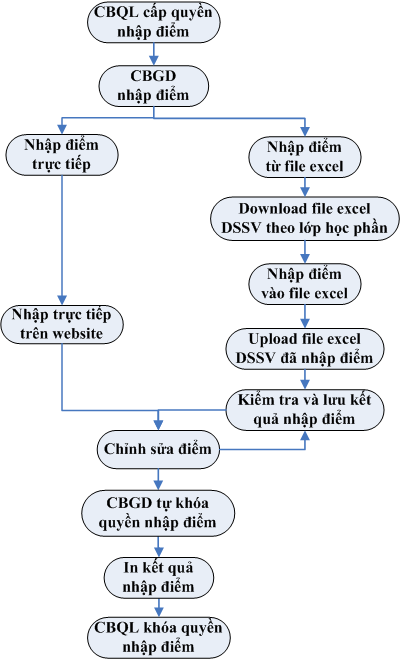 CBQL cấp quyền
nhập điểm
CBGD
nhập điểm
Nhập điểm
trực tiếp
Nhập điểm
từ file excel
Download file excel
DSSV theo lớp học phần
Nhập điểm
vào file excel
Nhập trực tiếp
trên website
Upload file excel
DSSV đã nhập điểm
Kiểm tra và lưu kết
quả nhập điểm
Chỉnh sửa điểm
CBGD tự khóa
quyền nhập điểm
In kết quả
nhập điểm
CBQL khóa quyền
nhập điểm